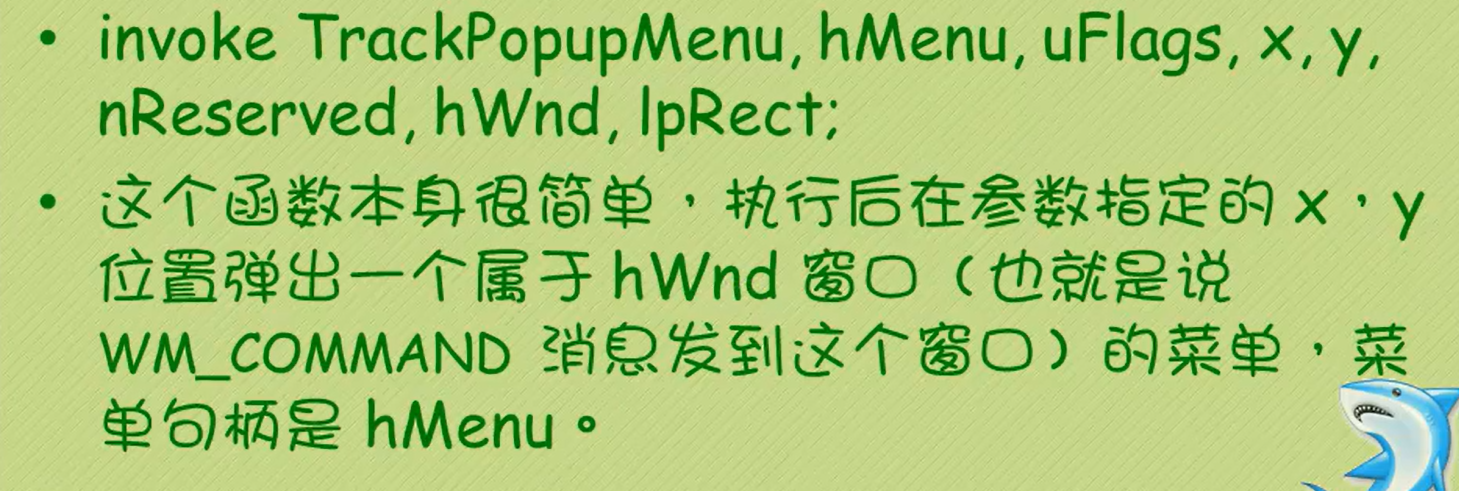 • invoke TrackPopupMenu, hMenu, uFlags, x, y,
nReserved, hWnd, lpRect;
• 这个函数本身很简单，执行后在参数指定的 x，y
位置弹出一个属于 hWnd 窗口（也就是说
WM_COMMAND 消息发到这个窗口）的菜单，菜
单句柄是 hMenu。